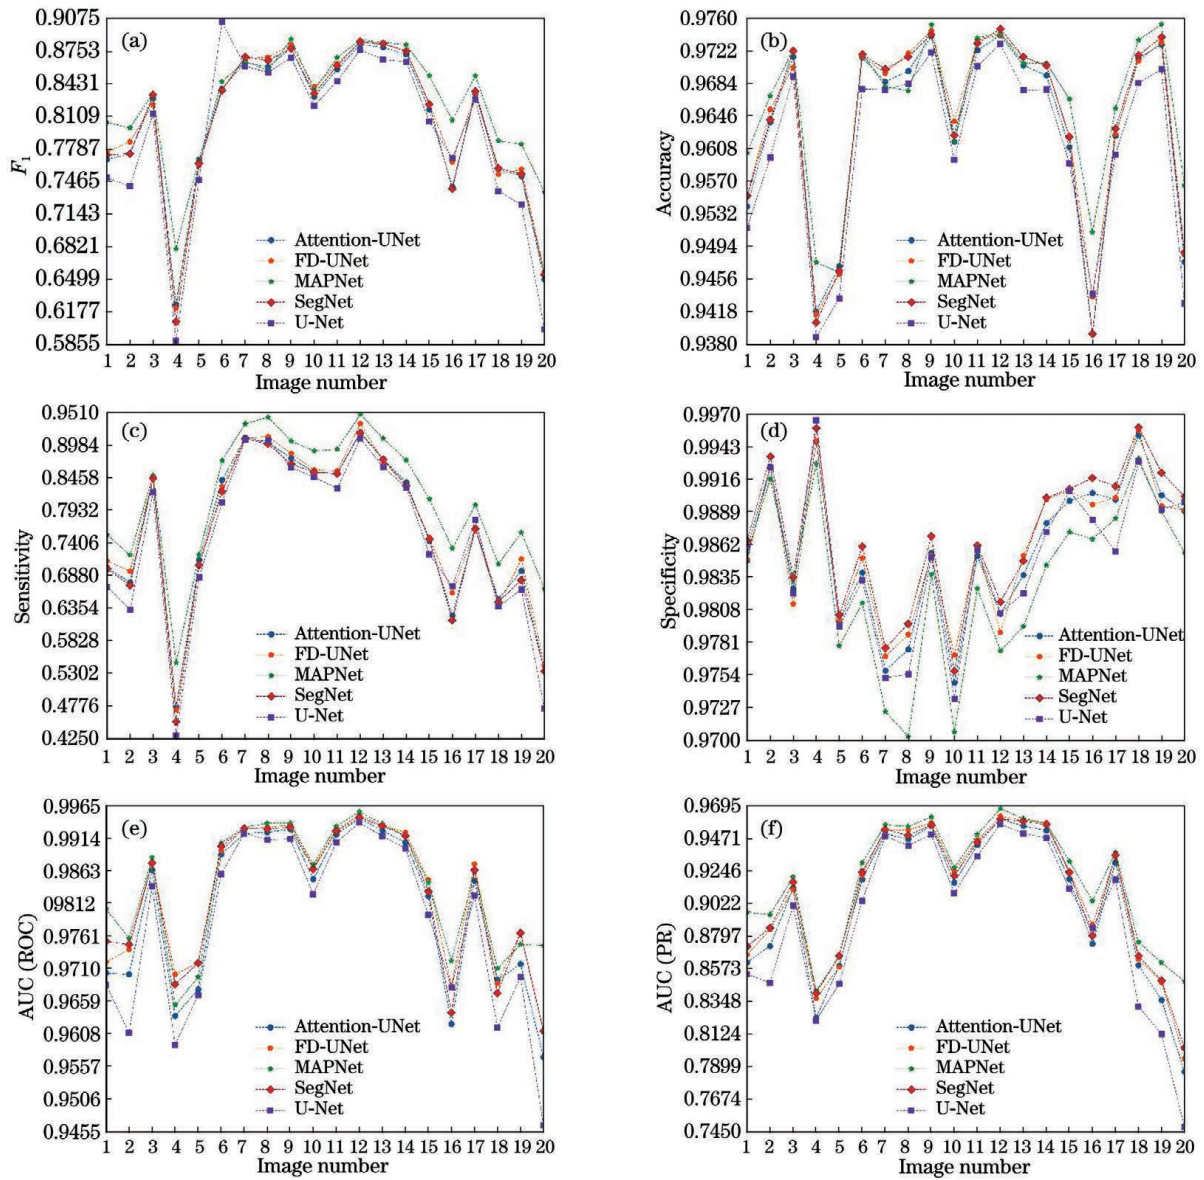 (a)
F1
0.9075
0.8753
0.8431
0.8109
0.7787
0.7465
0.7143
0.6821
0.6499
0.6177
0.5855
Attention-UNet
FD-UNet
MAPNet
SegNet
U-Net
1 2 3 4 5 6 7 8 9 10 11 12 13 14 15 16 17 18 19 20
Image number
(b)
Accuracy
0.9760
0.9722
0.9684
0.9646
0.9608
0.9570
0.9532
0.9494
0.9456
0.9418
0.9380
Attention-UNet
FD-UNet
MAPNet
SegNet
U-Net
1 2 3 4 5 6 7 8 9 10 11 12 13 14 15 16 17 18 19 20
Image number
(c)
Sensitivity
0.9510
0.8984
0.8458
0.7932
0.7406
0.6880
0.6354
0.5828
0.5302
0.4776
0.4250
Attention-UNet
FD-UNet
MAPNet
SegNet
U-Net
1 2 3 4 5 6 7 8 9 10 11 12 13 14 15 16 17 18 19 20
Image number
(d)
Specificity
0.9970
0.9943
0.9916
0.9889
0.9862
0.9835
0.9808
0.9781
0.9754
0.9727
0.9700
Attention-UNet
FD-UNet
MAPNet
SegNet
U-Net
1 2 3 4 5 6 7 8 9 10 11 12 13 14 15 16 17 18 19 20
Image number
(e)
AUC (ROC)
0.9965
0.9914
0.9863
0.9812
0.9761
0.9710
0.9659
0.9608
0.9557
0.9506
0.9455
Attention-UNet
FD-UNet
MAPNet
SegNet
U-Net
1 2 3 4 5 6 7 8 9 10 11 12 13 14 15 16 17 18 19 20
Image number
(f)
AUC (PR)
0.9695
0.9471
0.9246
0.9022
0.8797
0.8573
0.8348
0.8124
0.7899
0.7674
0.7450
Attention-UNet
FD-UNet
MAPNet
SegNet
U-Net
1 2 3 4 5 6 7 8 9 10 11 12 13 14 15 16 17 18 19 20
Image number